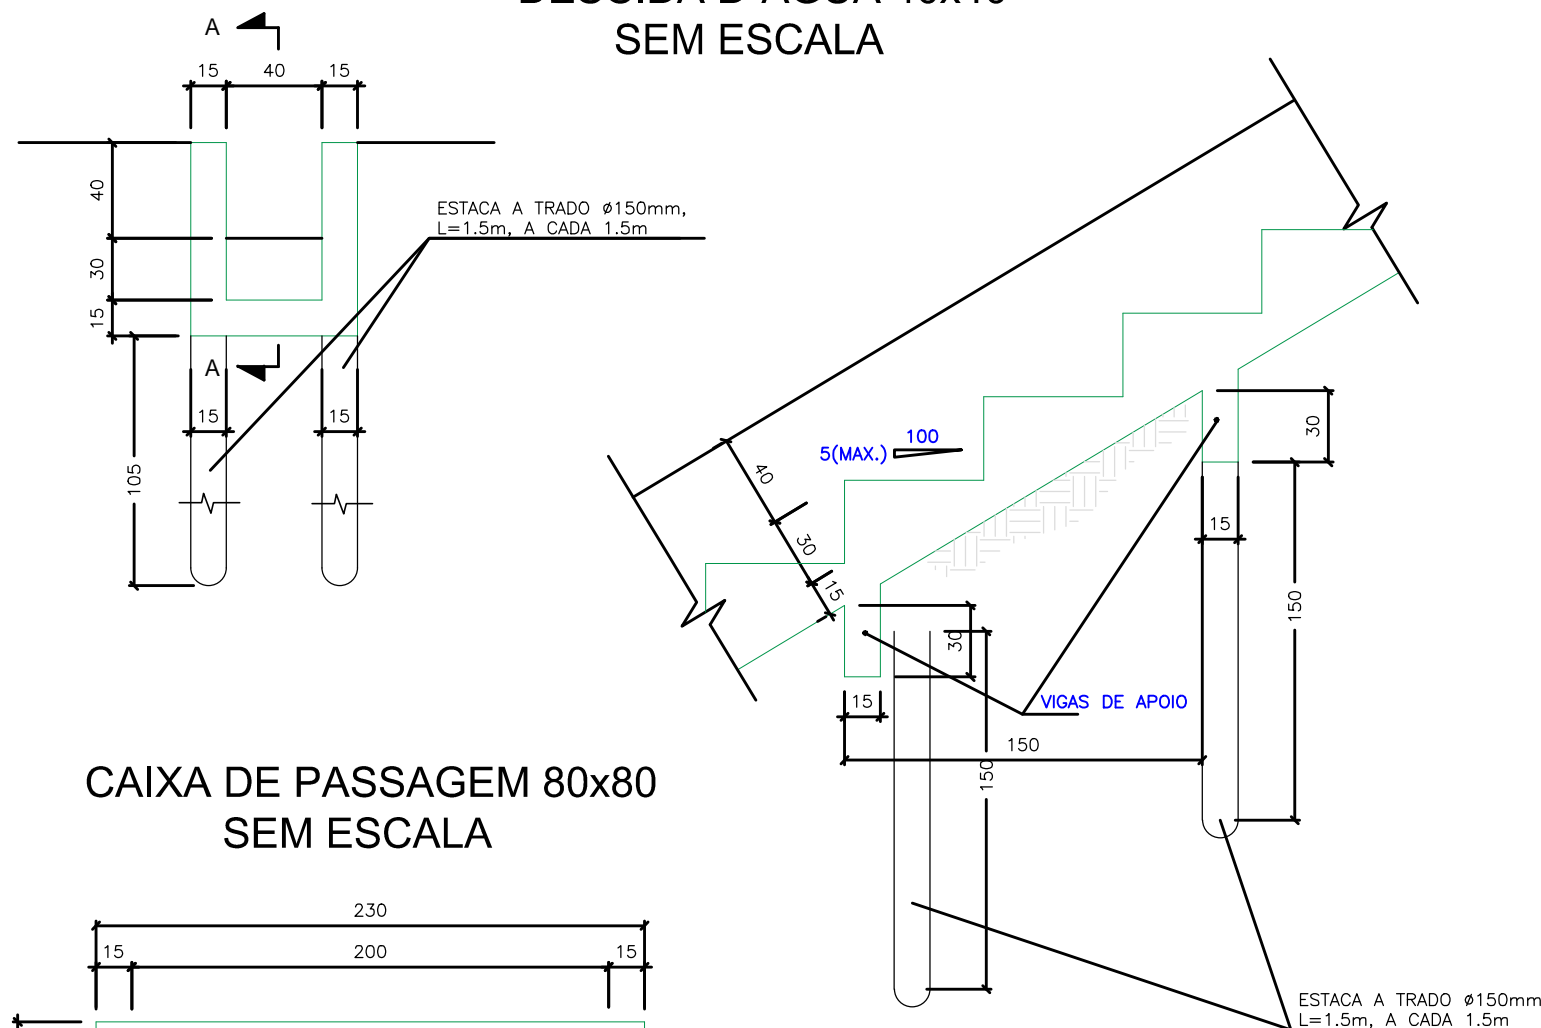 SEM ESCALA
A
15
40
15
40
30
15
ESTACA A TRADO ø150mm,
L=1.5m, A CADA 1.5m
A
15
15
105
100
5(MAX.)
40
30
15
30
15
150
30
15
150
VIGAS DE APOIO
150
ESTACA A TRADO ø150mm
L=1.5m, A CADA 1.5m
CAIXA DE PASSAGEM 80x80
SEM ESCALA
230
15
200
15